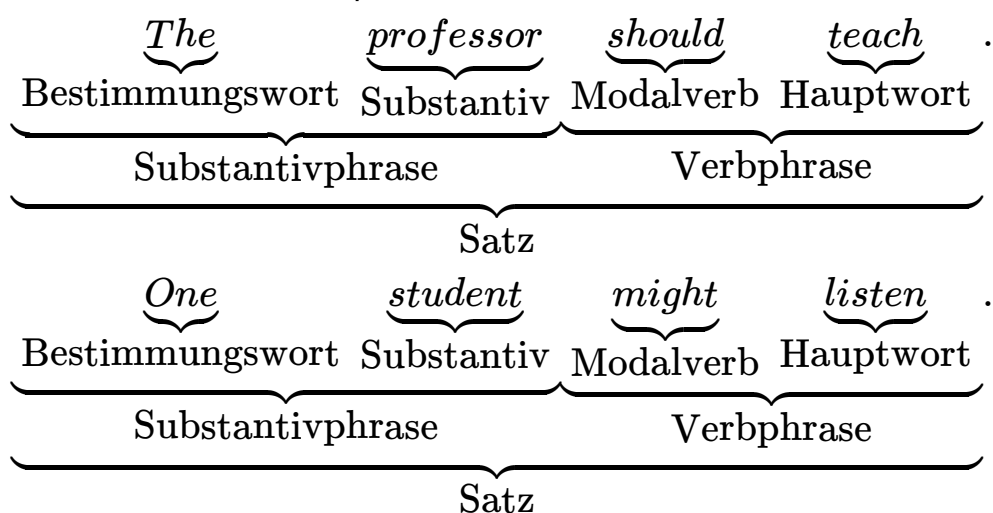 The professor should teach .
Bestimmungswort Substantiv Modalverb Hauptwort
Substantivphrase Verbphrase
Satz
One student might listen .
Bestimmungswort Substantiv Modalverb Hauptwort
Substantivphrase Verbphrase
Satz